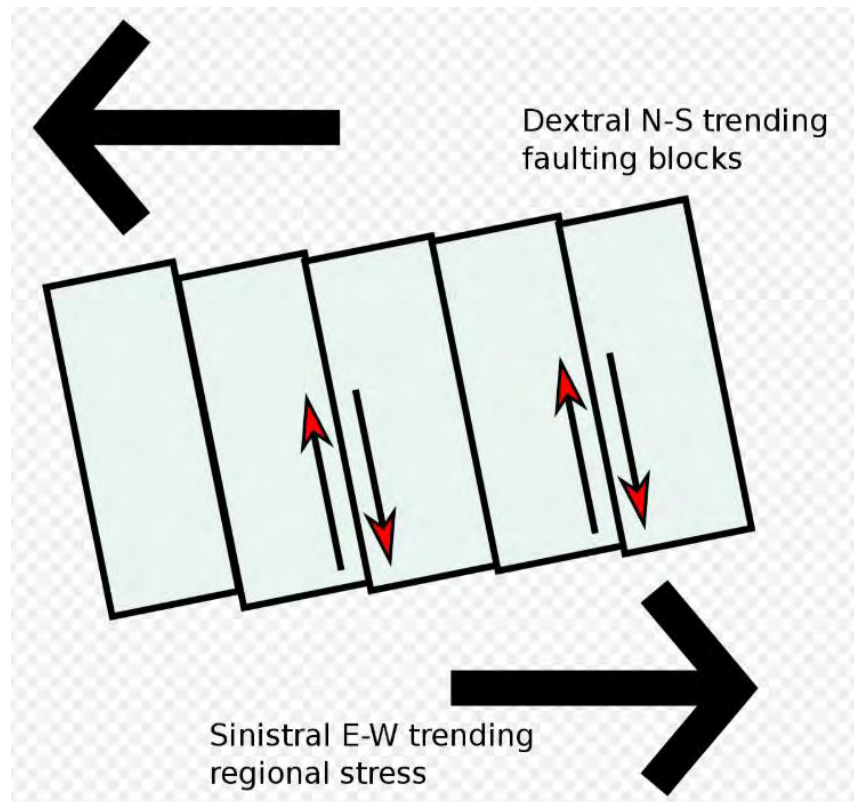 Dextral N-S trending
faulting blocks
Sinistral E-W trending
regional stress